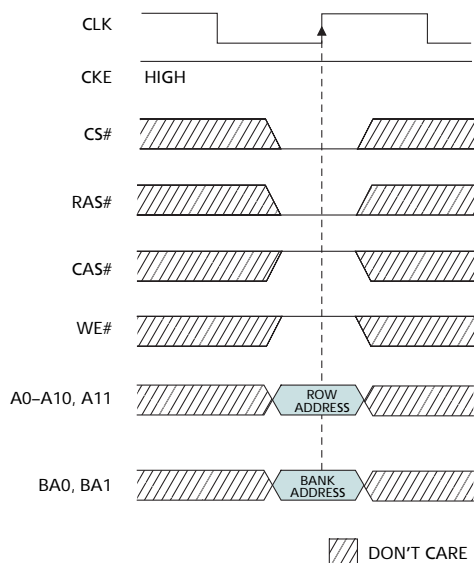 CLK
CKE HIGH
CS#
RAS#
CAS#
WE#
A0–A10, A11 ROW
ADDRESS
BA0, BA1 BANK
ADDRESS
DON'T CARE